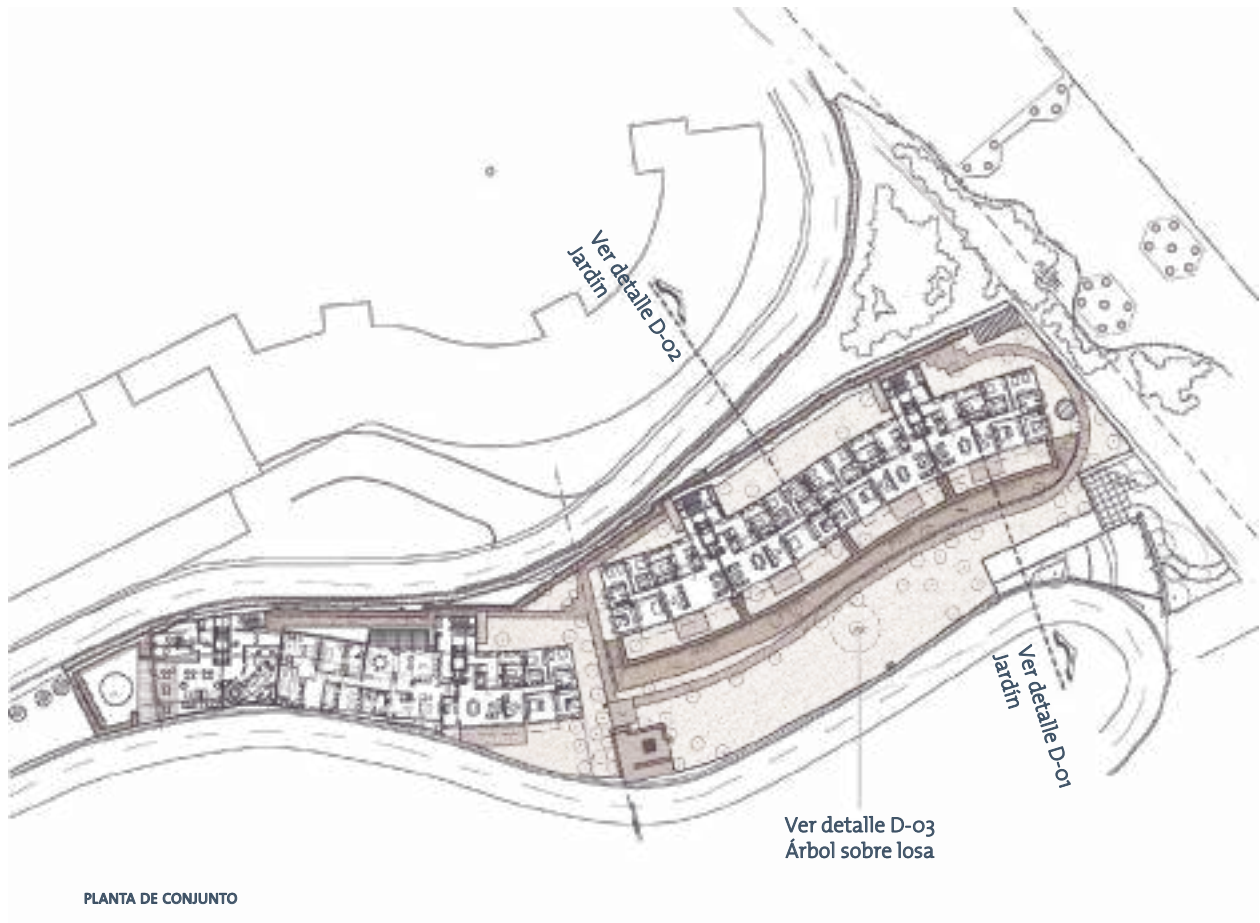 Ver detalle D-02
Jardín
Ver detalle D-01
Jardín
Ver detalle D-03
Árbol sobre losa
PLANTA DE CONJUNTO